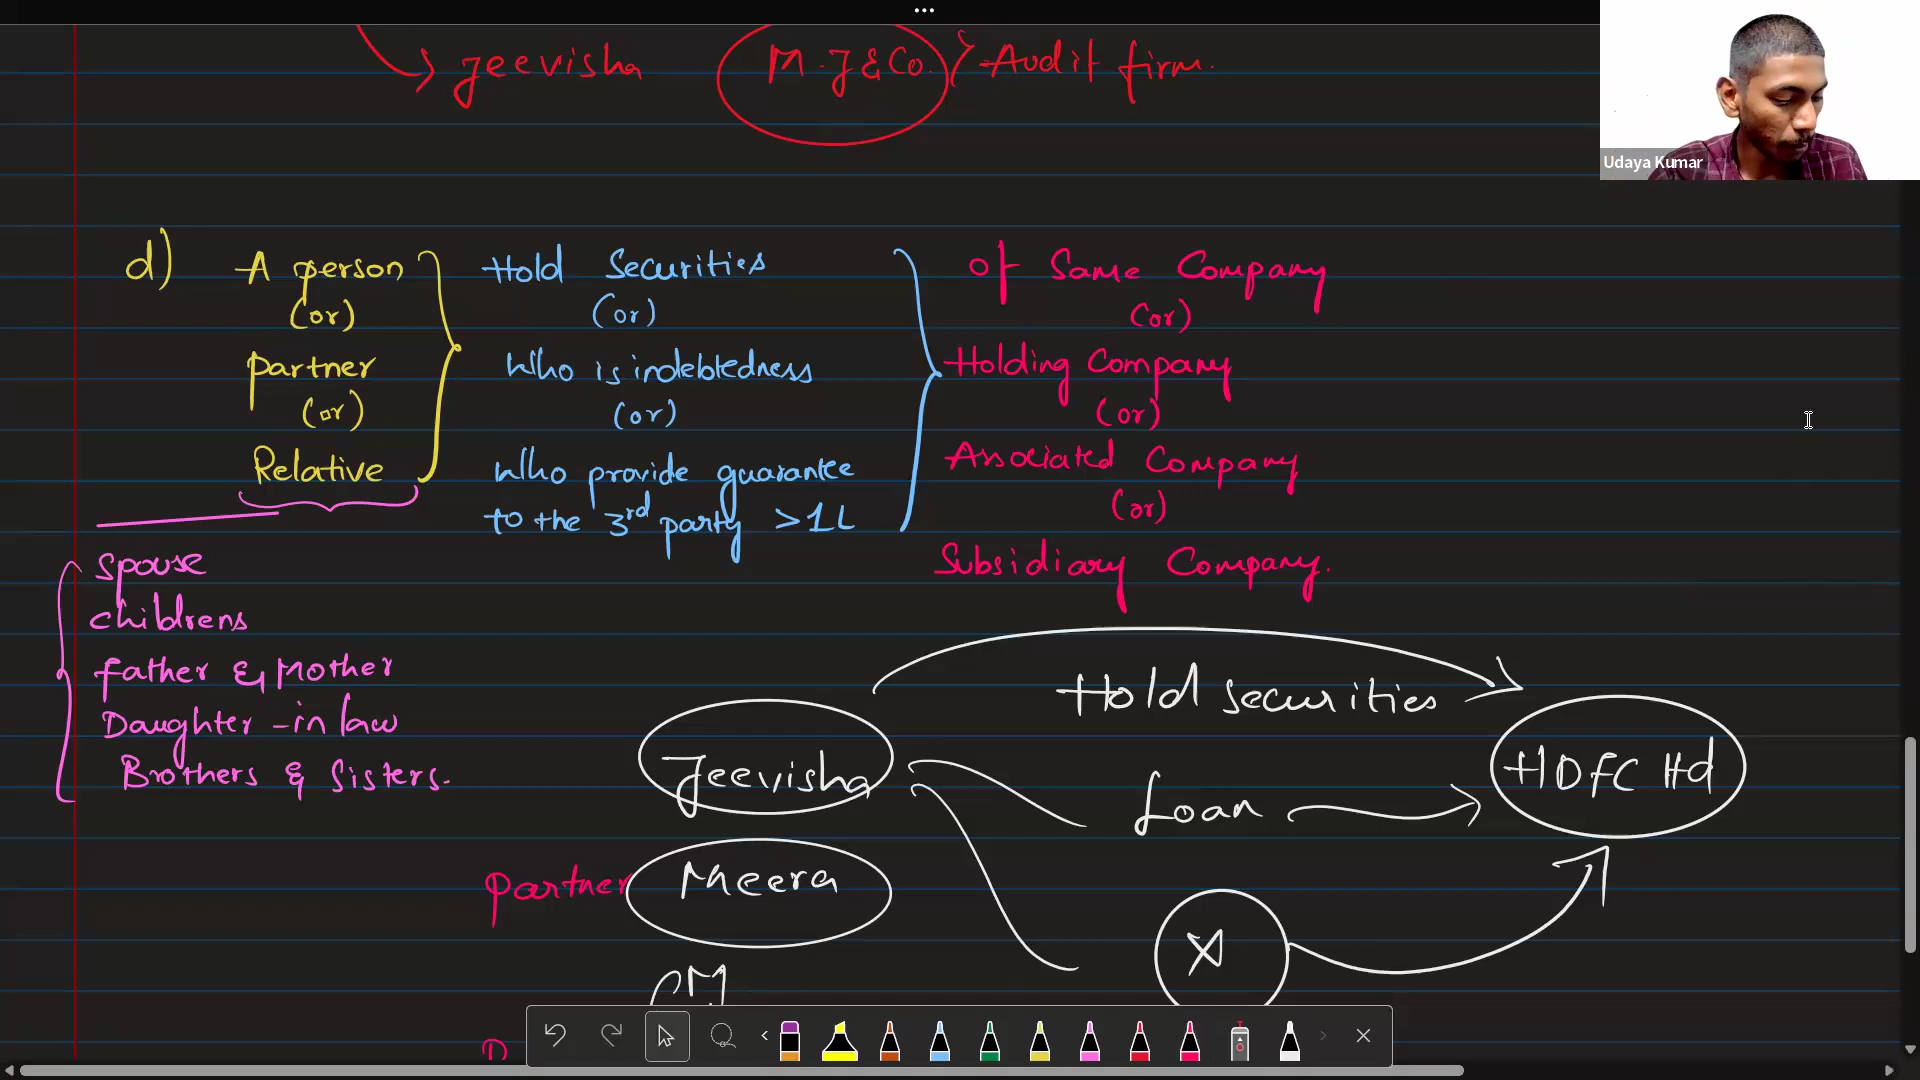 Jeevisha M.J & Co. Audit firm.
Udaya Kumar
d) A person Hold Securities of Same Company
(or) (or) (or)
partner Who is indebtedness Holding Company
(or) (or) (or)
Relative Who provide guarantee Associated Company
to the 3rd party >1L (or)
Spouse Subsidiary Company.
childrens
father & Mother Hold Securities
Daughter-in law
Brothers & Sisters. Jeevisha Loan HDFC Hd
partner Meera X